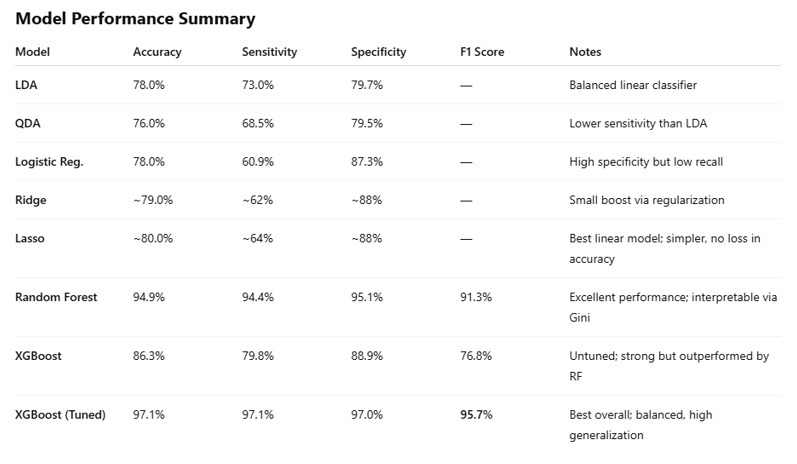 Model Performance Summary
Model Accuracy Sensitivity Specificity F1 Score Notes
LDA 78.0% 73.0% 79.7% — Balanced linear classifier
QDA 76.0% 68.5% 79.5% — Lower sensitivity than LDA
Logistic Reg. 78.0% 60.9% 87.3% — High specificity but low recall
Ridge ~79.0% ~62% ~88% — Small boost via regularization
Lasso ~80.0% ~64% ~88% — Best linear model; simpler, no loss in
accuracy
Random Forest 94.9% 94.4% 95.1% 91.3% Excellent performance; interpretable via
Gini
XGBoost 86.3% 79.8% 88.9% 76.8% Untuned; strong but outperformed by
RF
XGBoost (Tuned) 97.1% 97.1% 97.0% 95.7% Best overall; balanced, high
generalization